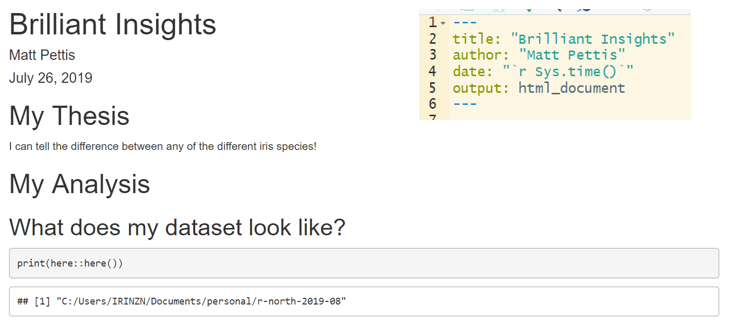 Brilliant Insights
Matt Pettis
July 26, 2019
My Thesis
I can tell the difference between any of the different iris species!
My Analysis
What does my dataset look like?
print(here::here())
## [1] "C:/Users/IRINZN/Documents/personal/r-north-2019-08"
1 ---
2 title: "Brilliant Insights"
3 author: "Matt Pettis"
4 date: "`r Sys.time()`"
5 output: html_document
6 ---
7